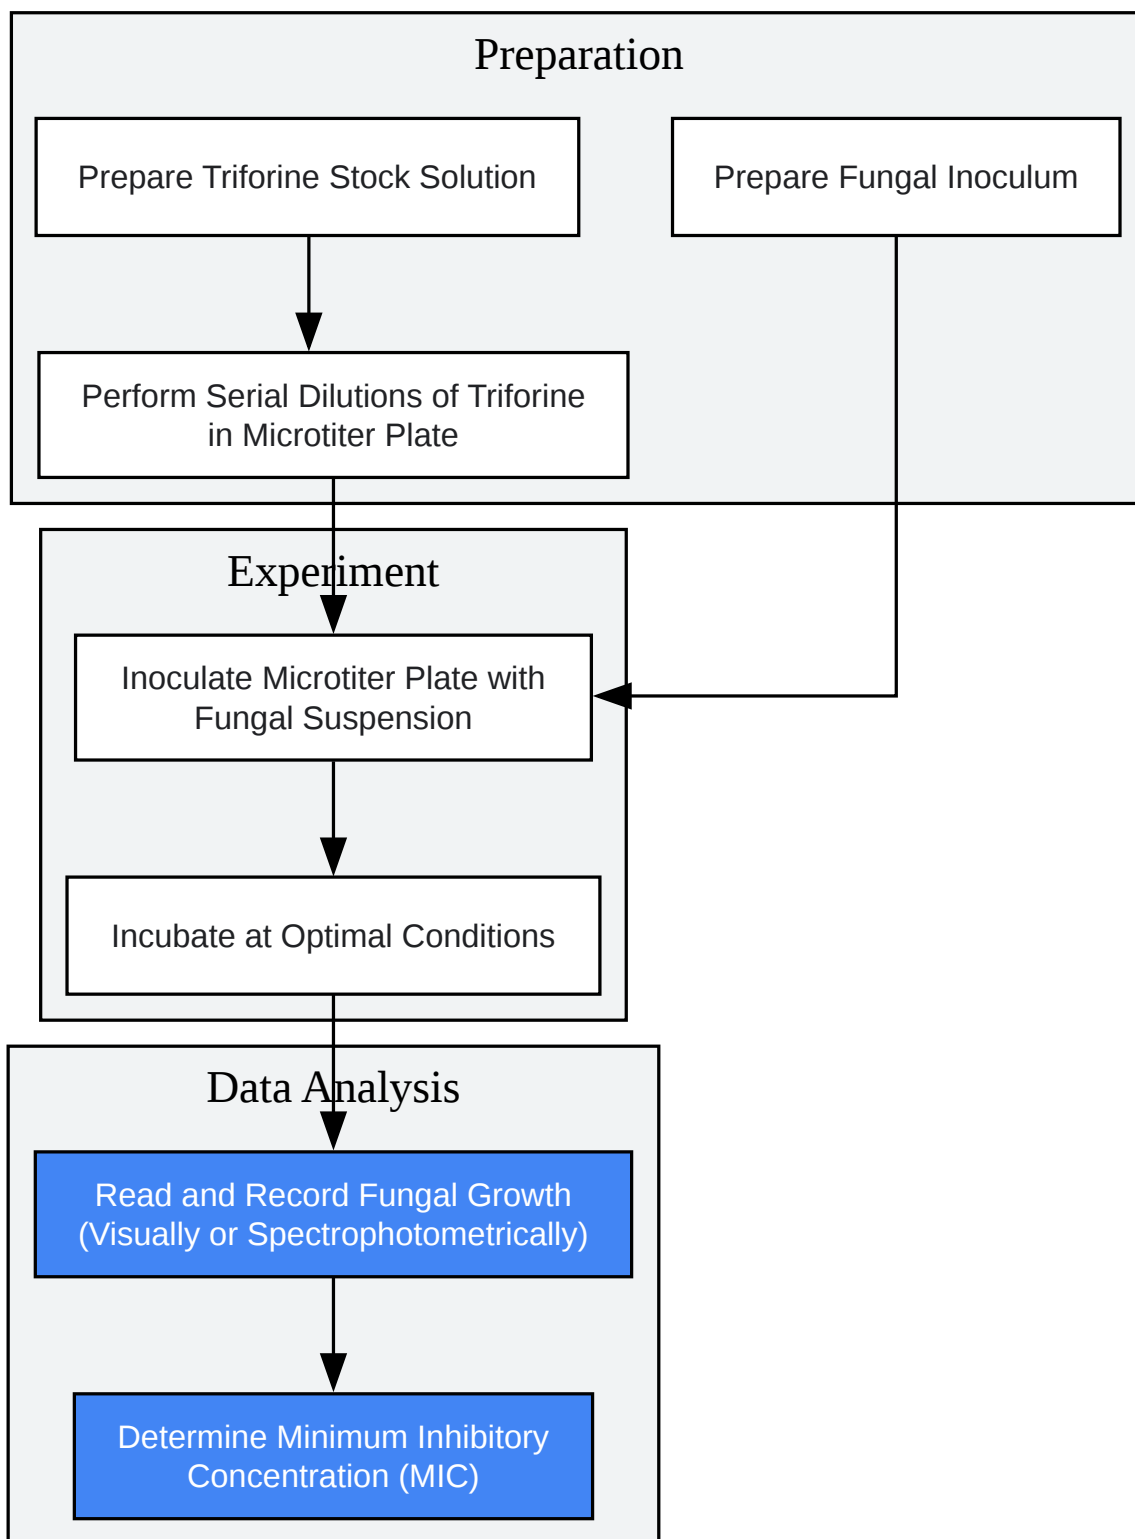 Preparation
Prepare Triforine Stock Solution
Prepare Fungal Inoculum
Perform Serial Dilutions of Triforine
in Microtiter Plate
Experiment
Inoculate Microtiter Plate with
Fungal Suspension
Incubate at Optimal Conditions
Data Analysis
Read and Record Fungal Growth
(Visually or Spectrophotometrically)
Determine Minimum Inhibitory
Concentration (MIC)